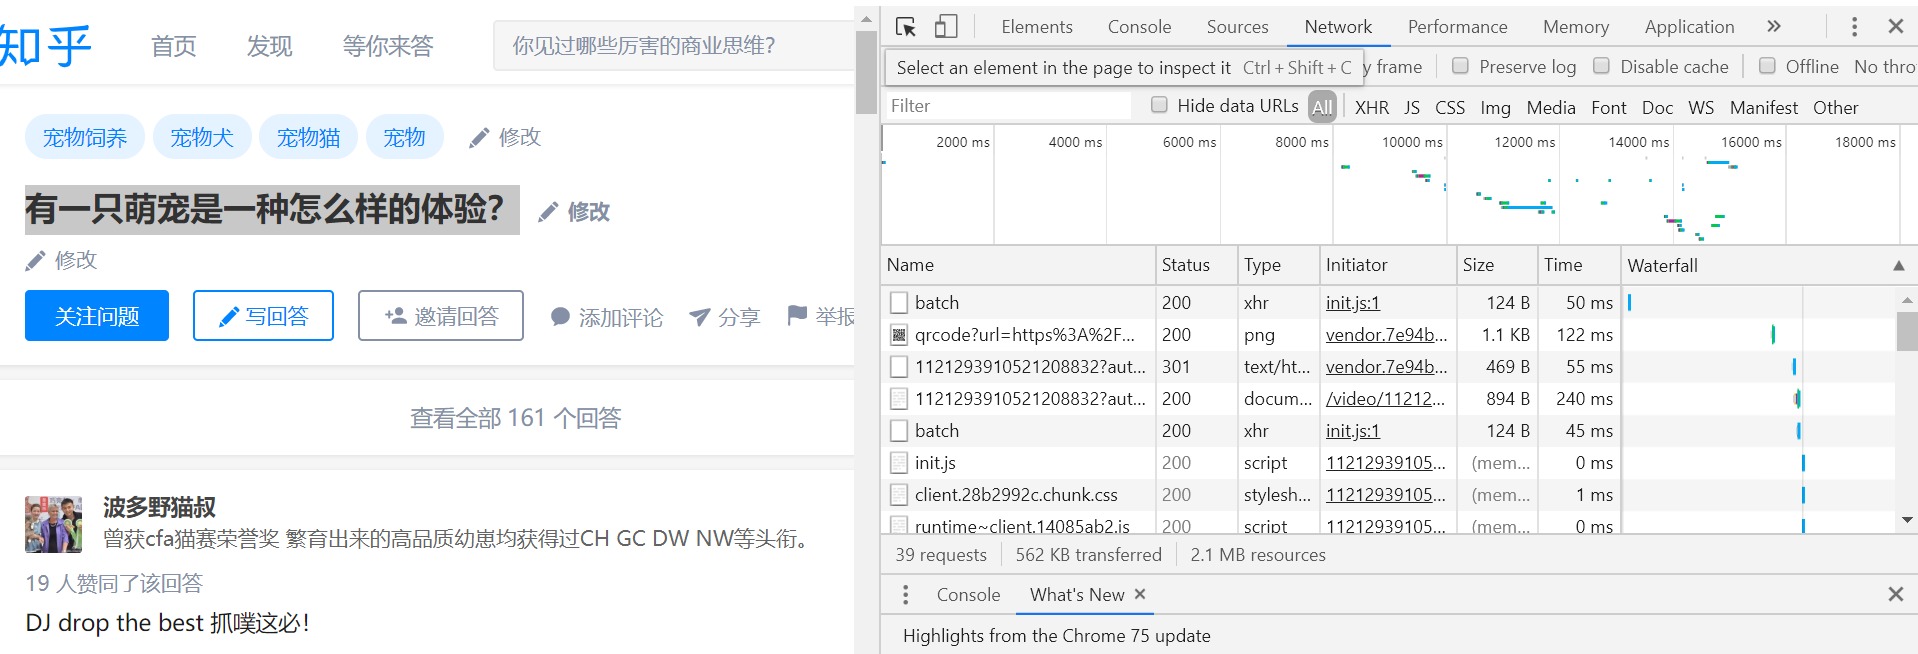 知乎 首页 发现 等你来答 你见过哪些厉害的商业思维？
宠物饲养 宠物犬 宠物猫 宠物 修改
有一只萌宠是一种怎么样的体验？ 修改
修改
关注问题 写回答 邀请回答 添加评论 分享 举报
查看全部 161 个回答
波多野猫叔
曾获cfa猫赛荣誉奖 繁育出来的高品质幼崽均获得过CH GC DW NW等头衔。
19 人赞同了该回答
DJ drop the best 抓噗这必！
Elements Console Sources Network Performance Memory Application
Select an element in the page to inspect it Ctrl + Shift + C y frame Preserve log Disable cache Offline No thro
Filter Hide data URLs All XHR JS CSS Img Media Font Doc WS Manifest Other
2000 ms 4000 ms 6000 ms 8000 ms 10000 ms 12000 ms 14000 ms 16000 ms 18000 ms
Name Status Type Initiator Size Time Waterfall
batch 200 xhr init.js:1 124 B 50 ms
qrcode?url=https%3A%2F... 200 png vendor.7e94b... 1.1 KB 122 ms
1121293910521208832?aut... 301 text/ht... vendor.7e94b... 469 B 55 ms
1121293910521208832?aut... 200 docum... /video/11212... 894 B 240 ms
batch 200 xhr init.js:1 124 B 45 ms
init.js 200 script 11212939105... (mem... 0 ms
client.28b2992c.chunk.css 200 stylesh... 11212939105... (mem... 1 ms
runtime~client.14085ab2.js 200 script 11212939105... (mem... 0 ms
39 requests 562 KB transferred 2.1 MB resources
Console What's New
Highlights from the Chrome 75 update